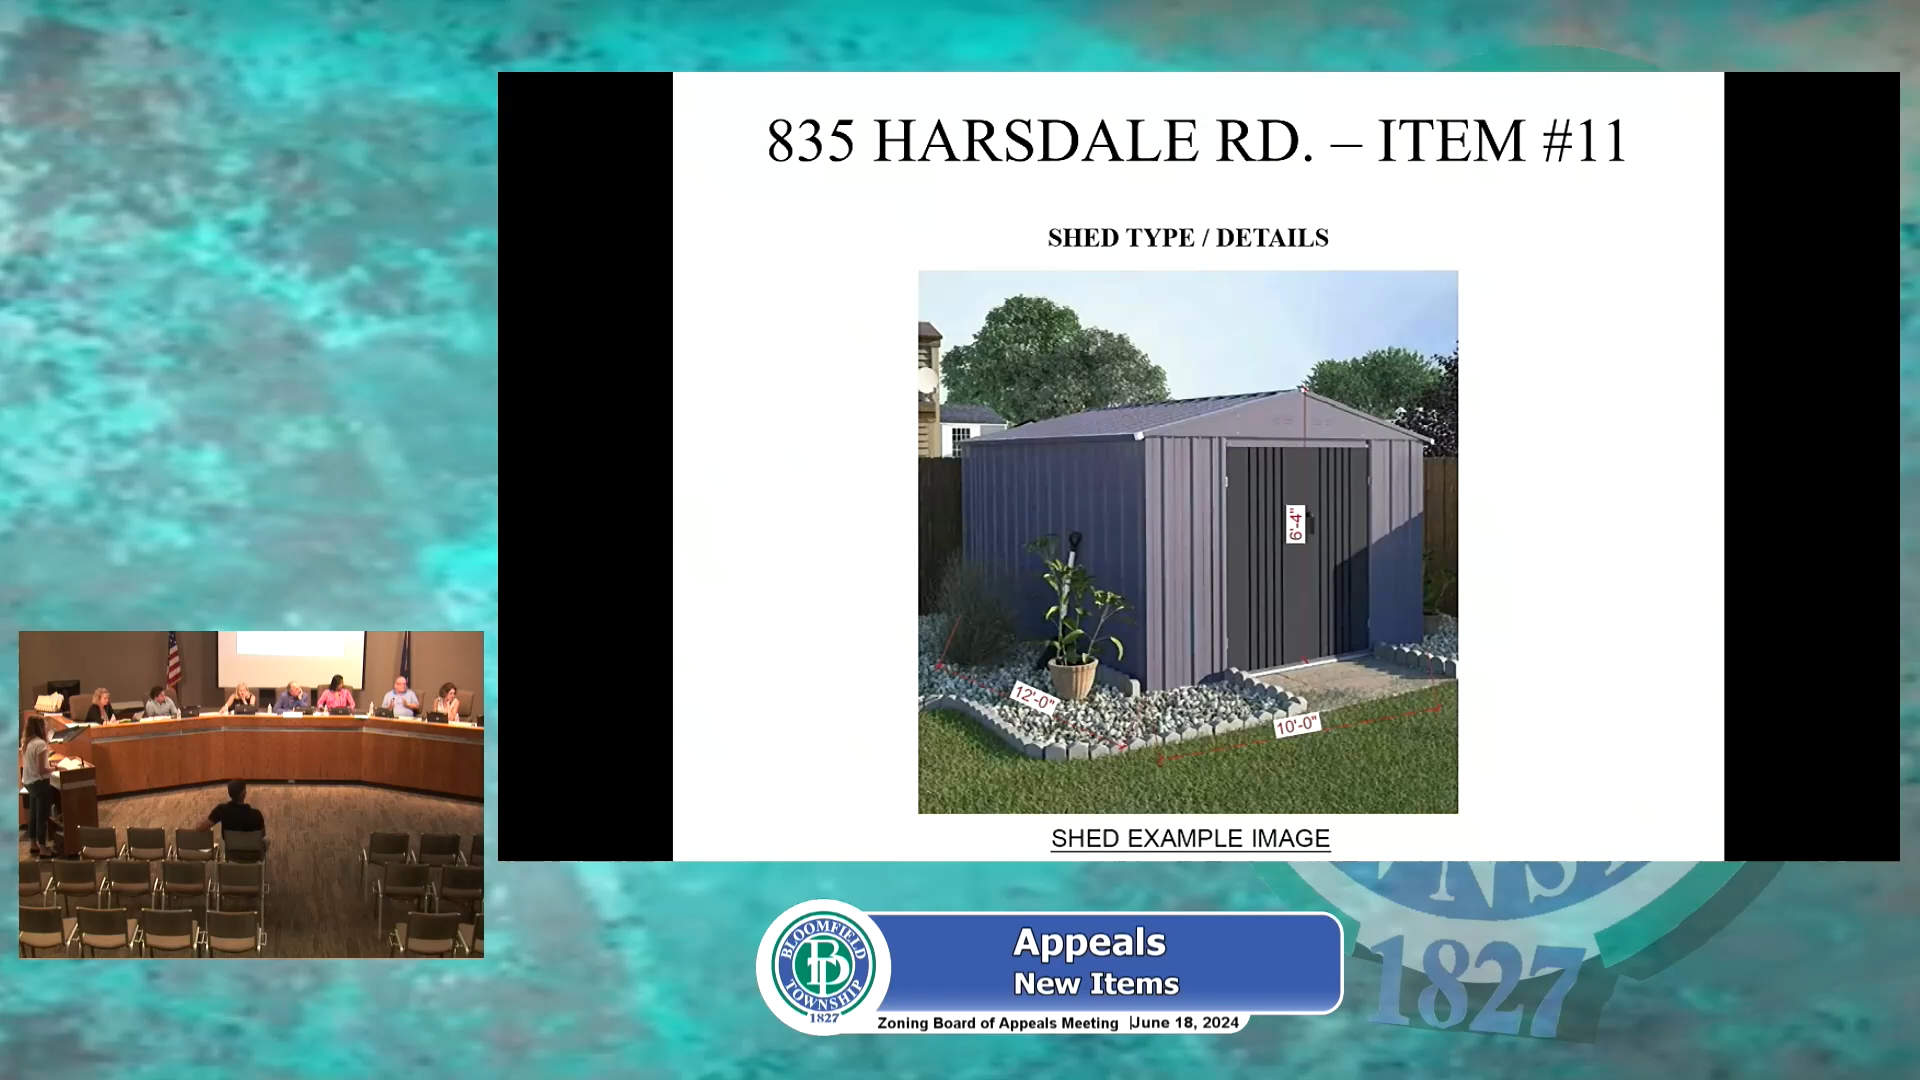 835 HARSDALE RD. – ITEM #11
SHED TYPE / DETAILS
6'-4"
12'-0"
10'-0"
SHED EXAMPLE IMAGE
BLOOMFIELD
BT
TOWNSHIP
1827
Appeals
New Items
Zoning Board of Appeals Meeting |June 18, 2024
1827